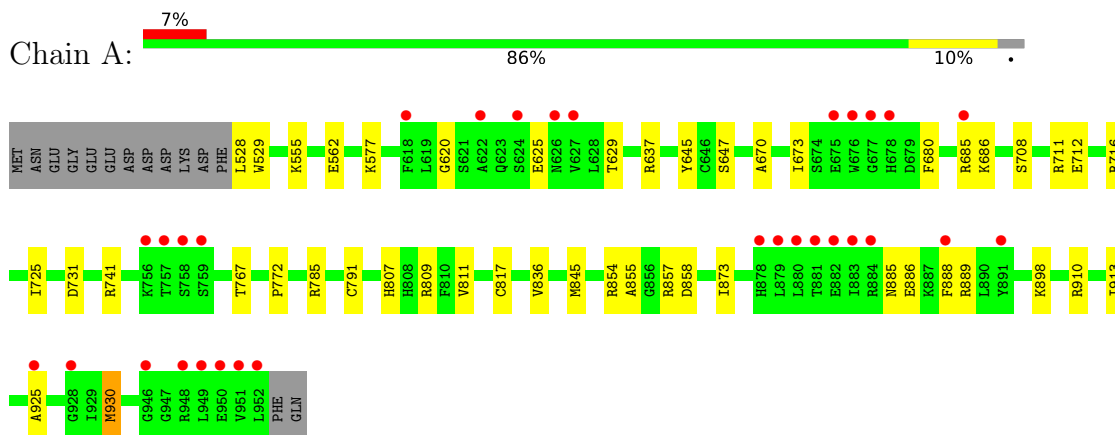 7%
Chain A:
86% 10% •
MET ASN GLU GLY GLU GLU ASP ASP ASP LYS ASP PHE L528 W529 K555 E562 K577 F618 L619 G620 S621 A622 Q623 S624 E625 N626 V627 L628 T629 R637 Y645 C646 S647 A670 I673 S674 E675 W676 G677 H678 D679 F680 R685 K686 S708 R711 E712
I725 D731 R741 K756 T757 S758 S759 T767 P772 R785 C791 H807 H808 R809 F810 V811 C817 V836 M845 R854 A855 G856 R857 D858 I873 H878 L879 L880 T881 E882 I883 R884 N885 E886 K887 F888 R889 L890 Y891 K898 R910
A925 G928 I929 M930 G946 G947 R948 L949 E950 V951 L952 PHE GLN